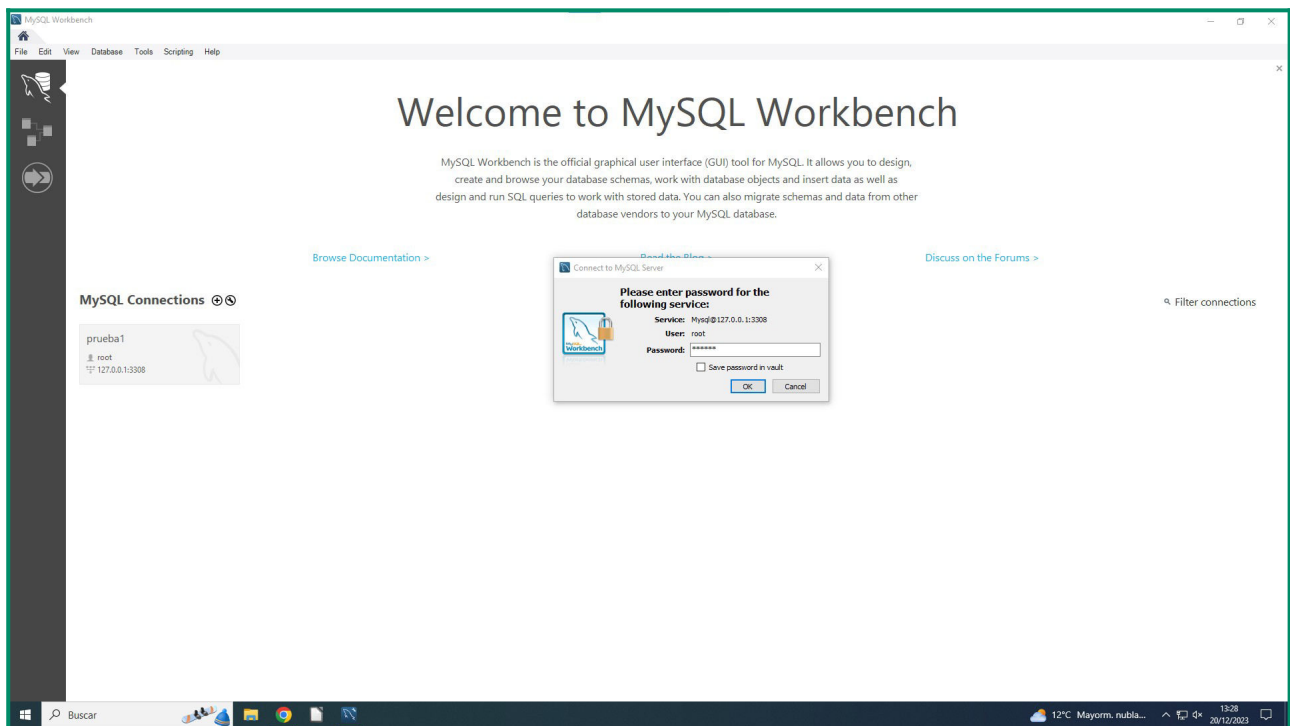 MySQL Workbench
File Edit View Database Tools Scripting Help
Welcome to MySQL Workbench
MySQL Workbench is the official graphical user interface (GUI) tool for MySQL. It allows you to design,
create and browse your database schemas, work with database objects and insert data as well as
design and run SQL queries to work with stored data. You can also migrate schemas and data from other
database vendors to your MySQL database.
Browse Documentation >
Read the Blog >
Discuss on the Forums >
Connect to MySQL Server
Please enter password for the
following service:
Service: Mysql@127.0.0.1:3308
User: root
Password: ******
Save password in vault
OK Cancel
Workbench
MySQL Connections
Filter connections
prueba1
root
127.0.0.1:3308
Buscar
12°C Mayorm. nubla...
13:28
20/12/2023